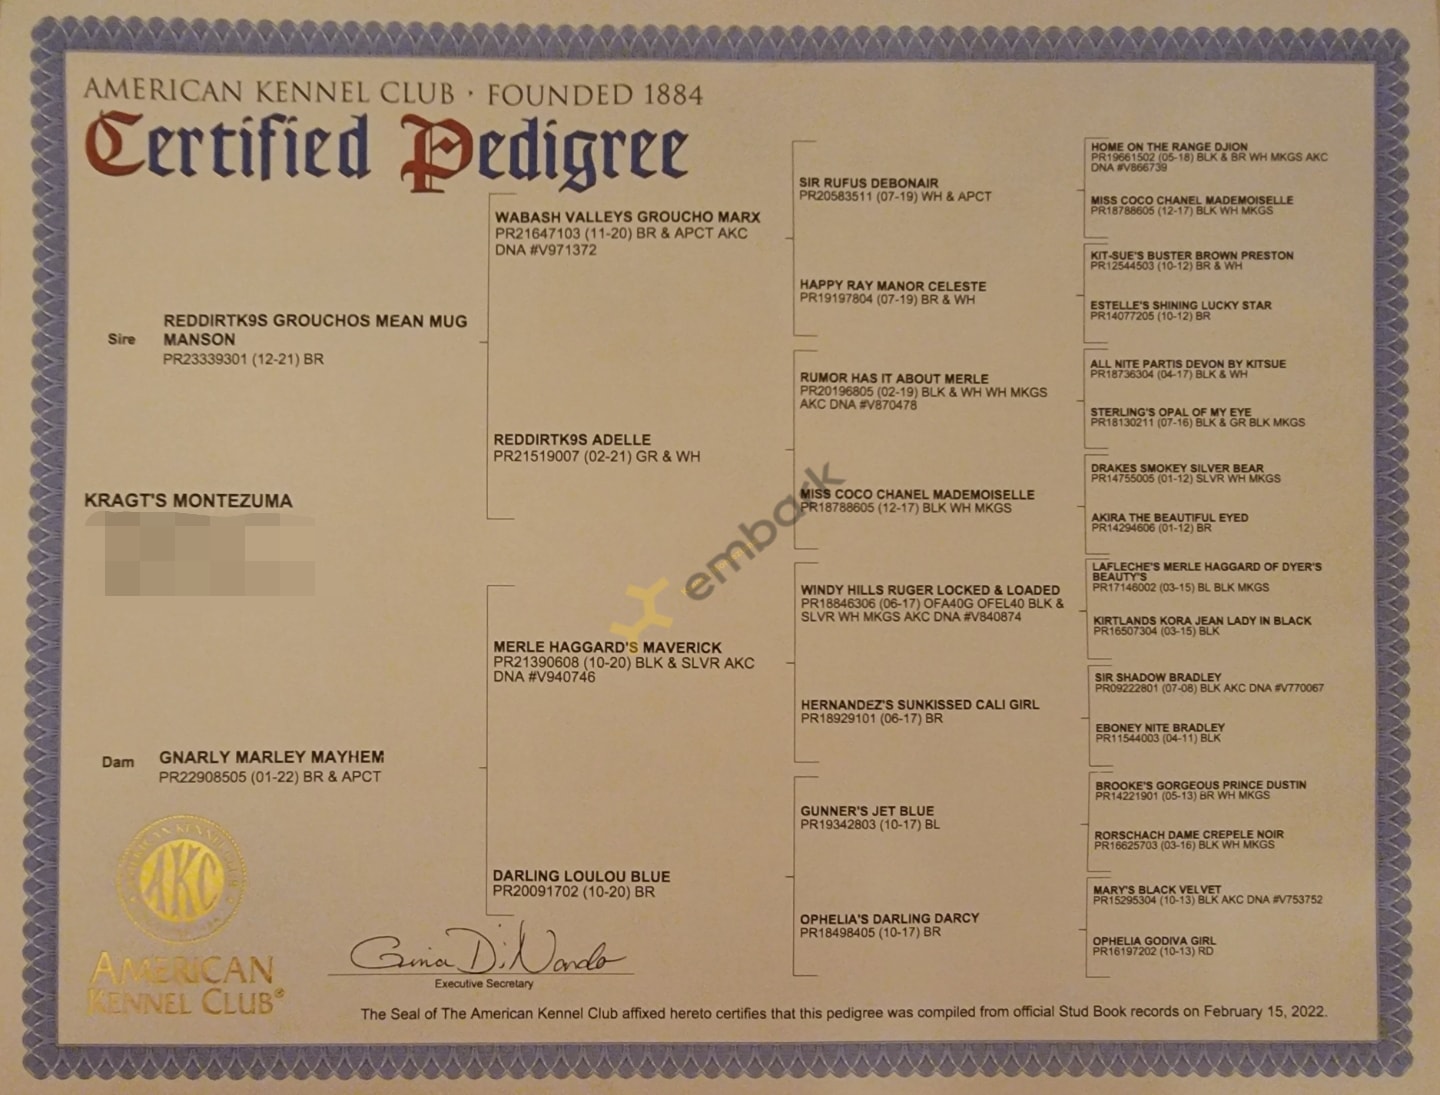 AMERICAN KENNEL CLUB · FOUNDED 1884
Certified Pedigree
Sire
REDDIRTK9S GROUCHOS MEAN MUG
MANSON
PR23339301 (12-21) BR
KRAGT'S MONTEZUMA
Dam
GNARLY MARLEY MAYHEM
PR22908505 (01-22) BR & APCT
WABASH VALLEYS GROUCHO MARX
PR21647103 (11-20) BR & APCT AKC
DNA #V971372
REDDIRTK9S ADELLE
PR21519007 (02-21) GR & WH
MERLE HAGGARD'S MAVERICK
PR21390608 (10-20) BLK & SLVR AKC
DNA #V940746
DARLING LOULOU BLUE
PR20091702 (10-20) BR
SIR RUFUS DEBONAIR
PR20583511 (07-19) WH & APCT
HAPPY RAY MANOR CELESTE
PR19197804 (07-19) BR & WH
RUMOR HAS IT ABOUT MERLE
PR20196805 (02-19) BLK & WH WH MKGS
AKC DNA #V870478
MISS COCO CHANEL MADEMOISELLE
PR18788605 (12-17) BLK WH MKGS
WINDY HILLS RUGER LOCKED & LOADED
PR18846306 (06-17) OFA40G OFEL40 BLK &
SLVR WH MKGS AKC DNA #V840874
HERNANDEZ'S SUNKISSED CALI GIRL
PR18929101 (06-17) BR
GUNNER'S JET BLUE
PR19342803 (10-17) BL
OPHELIA'S DARLING DARCY
PR18498405 (10-17) BR
HOME ON THE RANGE DJION
PR19661502 (05-18) BLK & BR WH MKGS AKC
DNA #V866739
MISS COCO CHANEL MADEMOISELLE
PR18788605 (12-17) BLK WH MKGS
KIT-SUE'S BUSTER BROWN PRESTON
PR12544503 (10-12) BR & WH
ESTELLE'S SHINING LUCKY STAR
PR14077205 (10-12) BR
ALL NITE PARTIS DEVON BY KITSUE
PR18736304 (04-17) BLK & WH
STERLING'S OPAL OF MY EYE
PR18130211 (07-16) BLK & GR BLK MKGS
DRAKES SMOKEY SILVER BEAR
PR14755005 (01-12) SLVR WH MKGS
AKIRA THE BEAUTIFUL EYED
PR14294606 (01-12) BR
LAFLECHE'S MERLE HAGGARD OF DYER'S
BEAUTY'S
PR17146002 (03-15) BL BLK MKGS
KIRTLANDS KORA JEAN LADY IN BLACK
PR16507304 (03-15) BLK
SIR SHADOW BRADLEY
PR09222801 (07-08) BLK AKC DNA #V770067
EBONEY NITE BRADLEY
PR11544003 (04-11) BLK
BROOKE'S GORGEOUS PRINCE DUSTIN
PR14221901 (05-13) BR WH MKGS
RORSCHACH DAME CREPELE NOIR
PR16625703 (03-16) BLK WH MKGS
MARY'S BLACK VELVET
PR15295304 (10-13) BLK AKC DNA #V753752
OPHELIA GODIVA GIRL
PR16197202 (10-13) RD
embark
AKC
AMERICAN
KENNEL CLUB®
Gina DiNardo
Executive Secretary
The Seal of The American Kennel Club affixed hereto certifies that this pedigree was compiled from official Stud Book records on February 15, 2022.